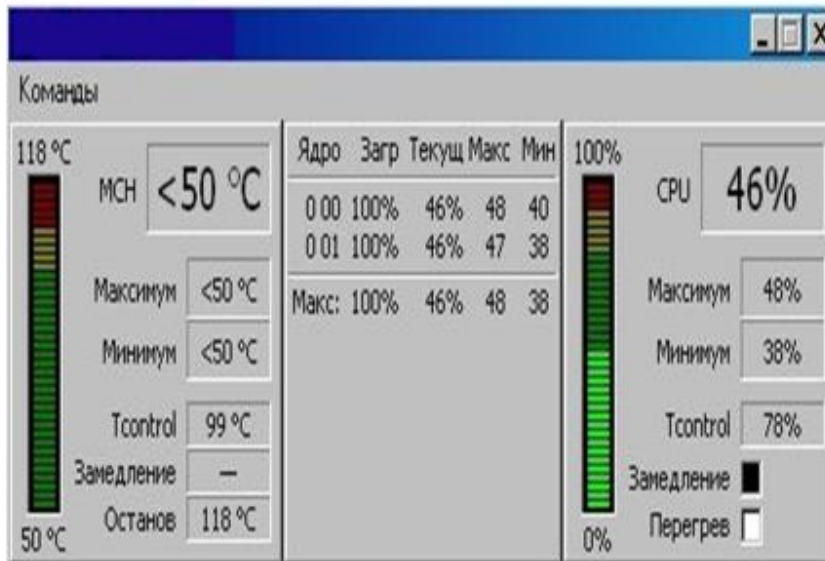 Команды
118 °C
МСН <50 °C
Максимум <50 °C
Минимум <50 °C
Tcontrol 99 °C
Замедление —
Останов 118 °C
50 °C
Ядро Загр Текущ Макс Мин
0 00 100% 46% 48 40
0 01 100% 46% 47 38
Макс: 100% 46% 48 38
100%
CPU 46%
Максимум 48%
Минимум 38%
Tcontrol 78%
Замедление
Перегрев
0%